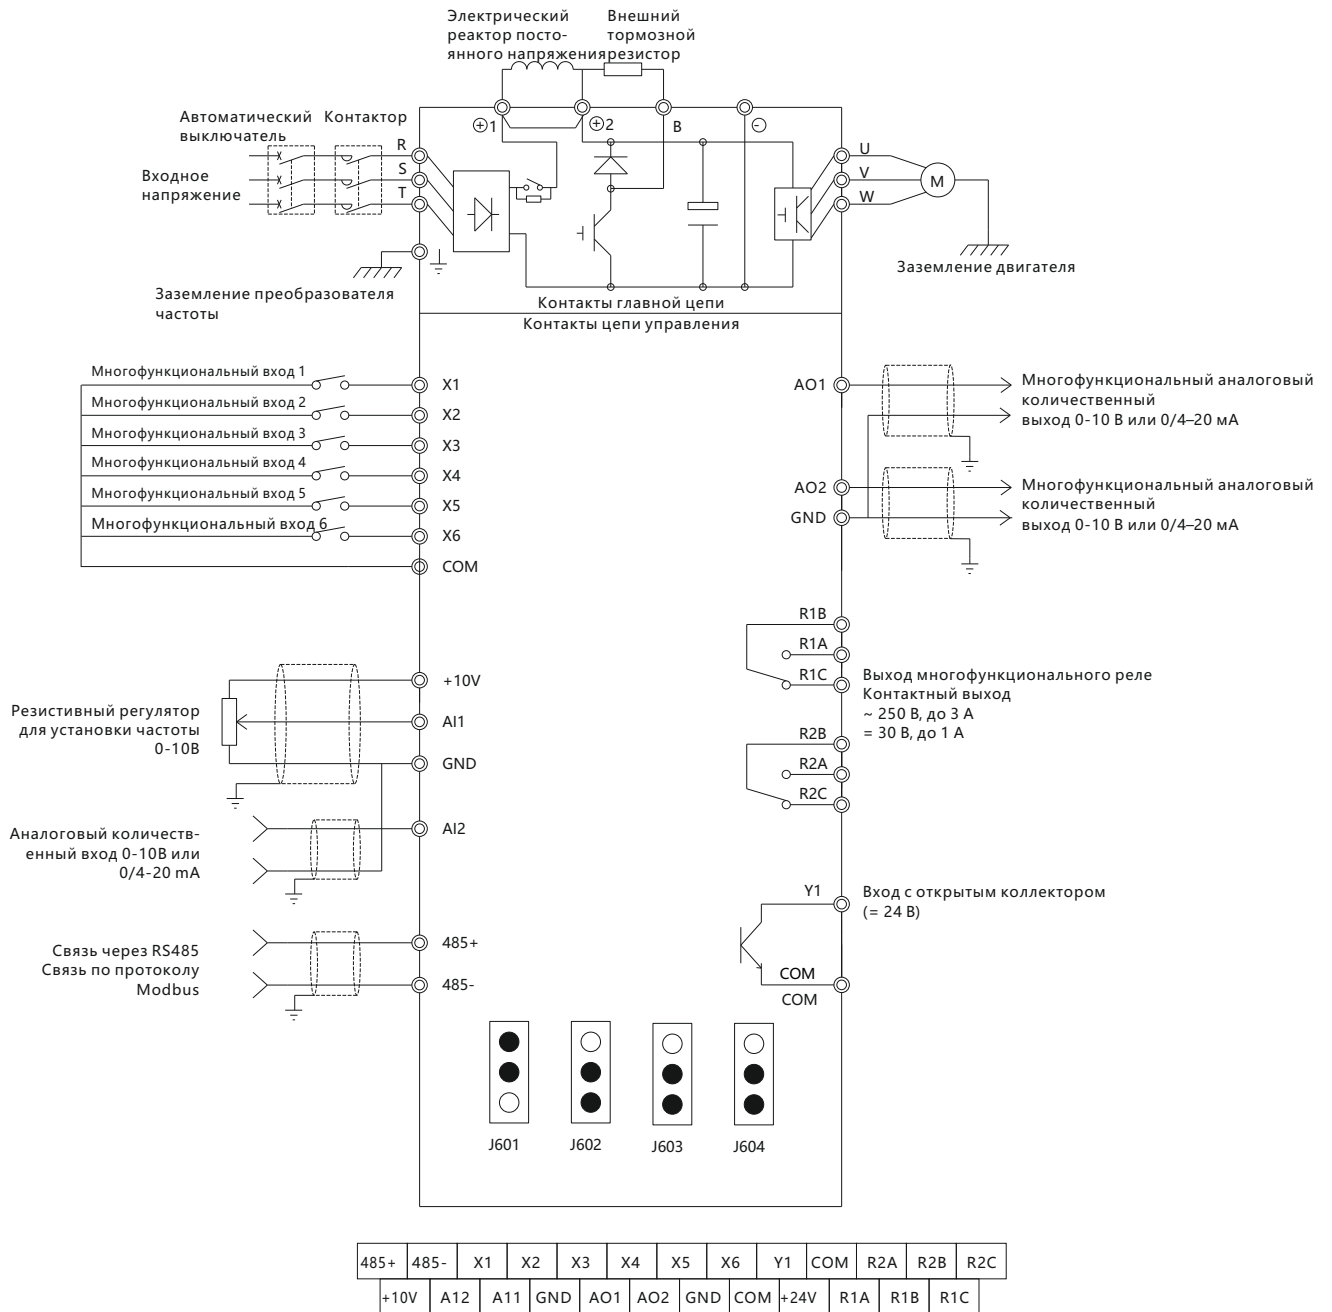 Электрический
реактор посто-
янного напряжения
Внешний
тормозной
резистор
Автоматический
выключатель
Контактор
⊕1
⊕2
B
⊖
R
S
T
Входное
напряжение
U
V
W
M
Заземление двигателя
Заземление преобразователя
частоты
Контакты главной цепи
Контакты цепи управления
Многофункциональный вход 1
X1
Многофункциональный вход 2
X2
Многофункциональный вход 3
X3
Многофункциональный вход 4
X4
Многофункциональный вход 5
X5
Многофункциональный вход 6
X6
COM
AO1
Многофункциональный аналоговый
количественный
выход 0-10 В или 0/4–20 мА
AO2
GND
Многофункциональный аналоговый
количественный
выход 0-10 В или 0/4–20 мА
R1B
R1A
R1C
Выход многофункционального реле
Контактный выход
~ 250 В, до 3 А
= 30 В, до 1 А
R2B
R2A
R2C
+10V
AI1
GND
Резистивный регулятор
для установки частоты
0-10В
AI2
Аналоговый количеств-
енный вход 0-10В или
0/4-20 mA
Y1
Вход с открытым коллектором
(= 24 В)
COM
COM
485+
485-
Связь через RS485
Связь по протоколу
Modbus
J601
J602
J603
J604
485+ 485- X1 X2 X3 X4 X5 X6 Y1 COM R2A R2B R2C
+10V A12 A11 GND AO1 AO2 GND COM +24V R1A R1B R1C